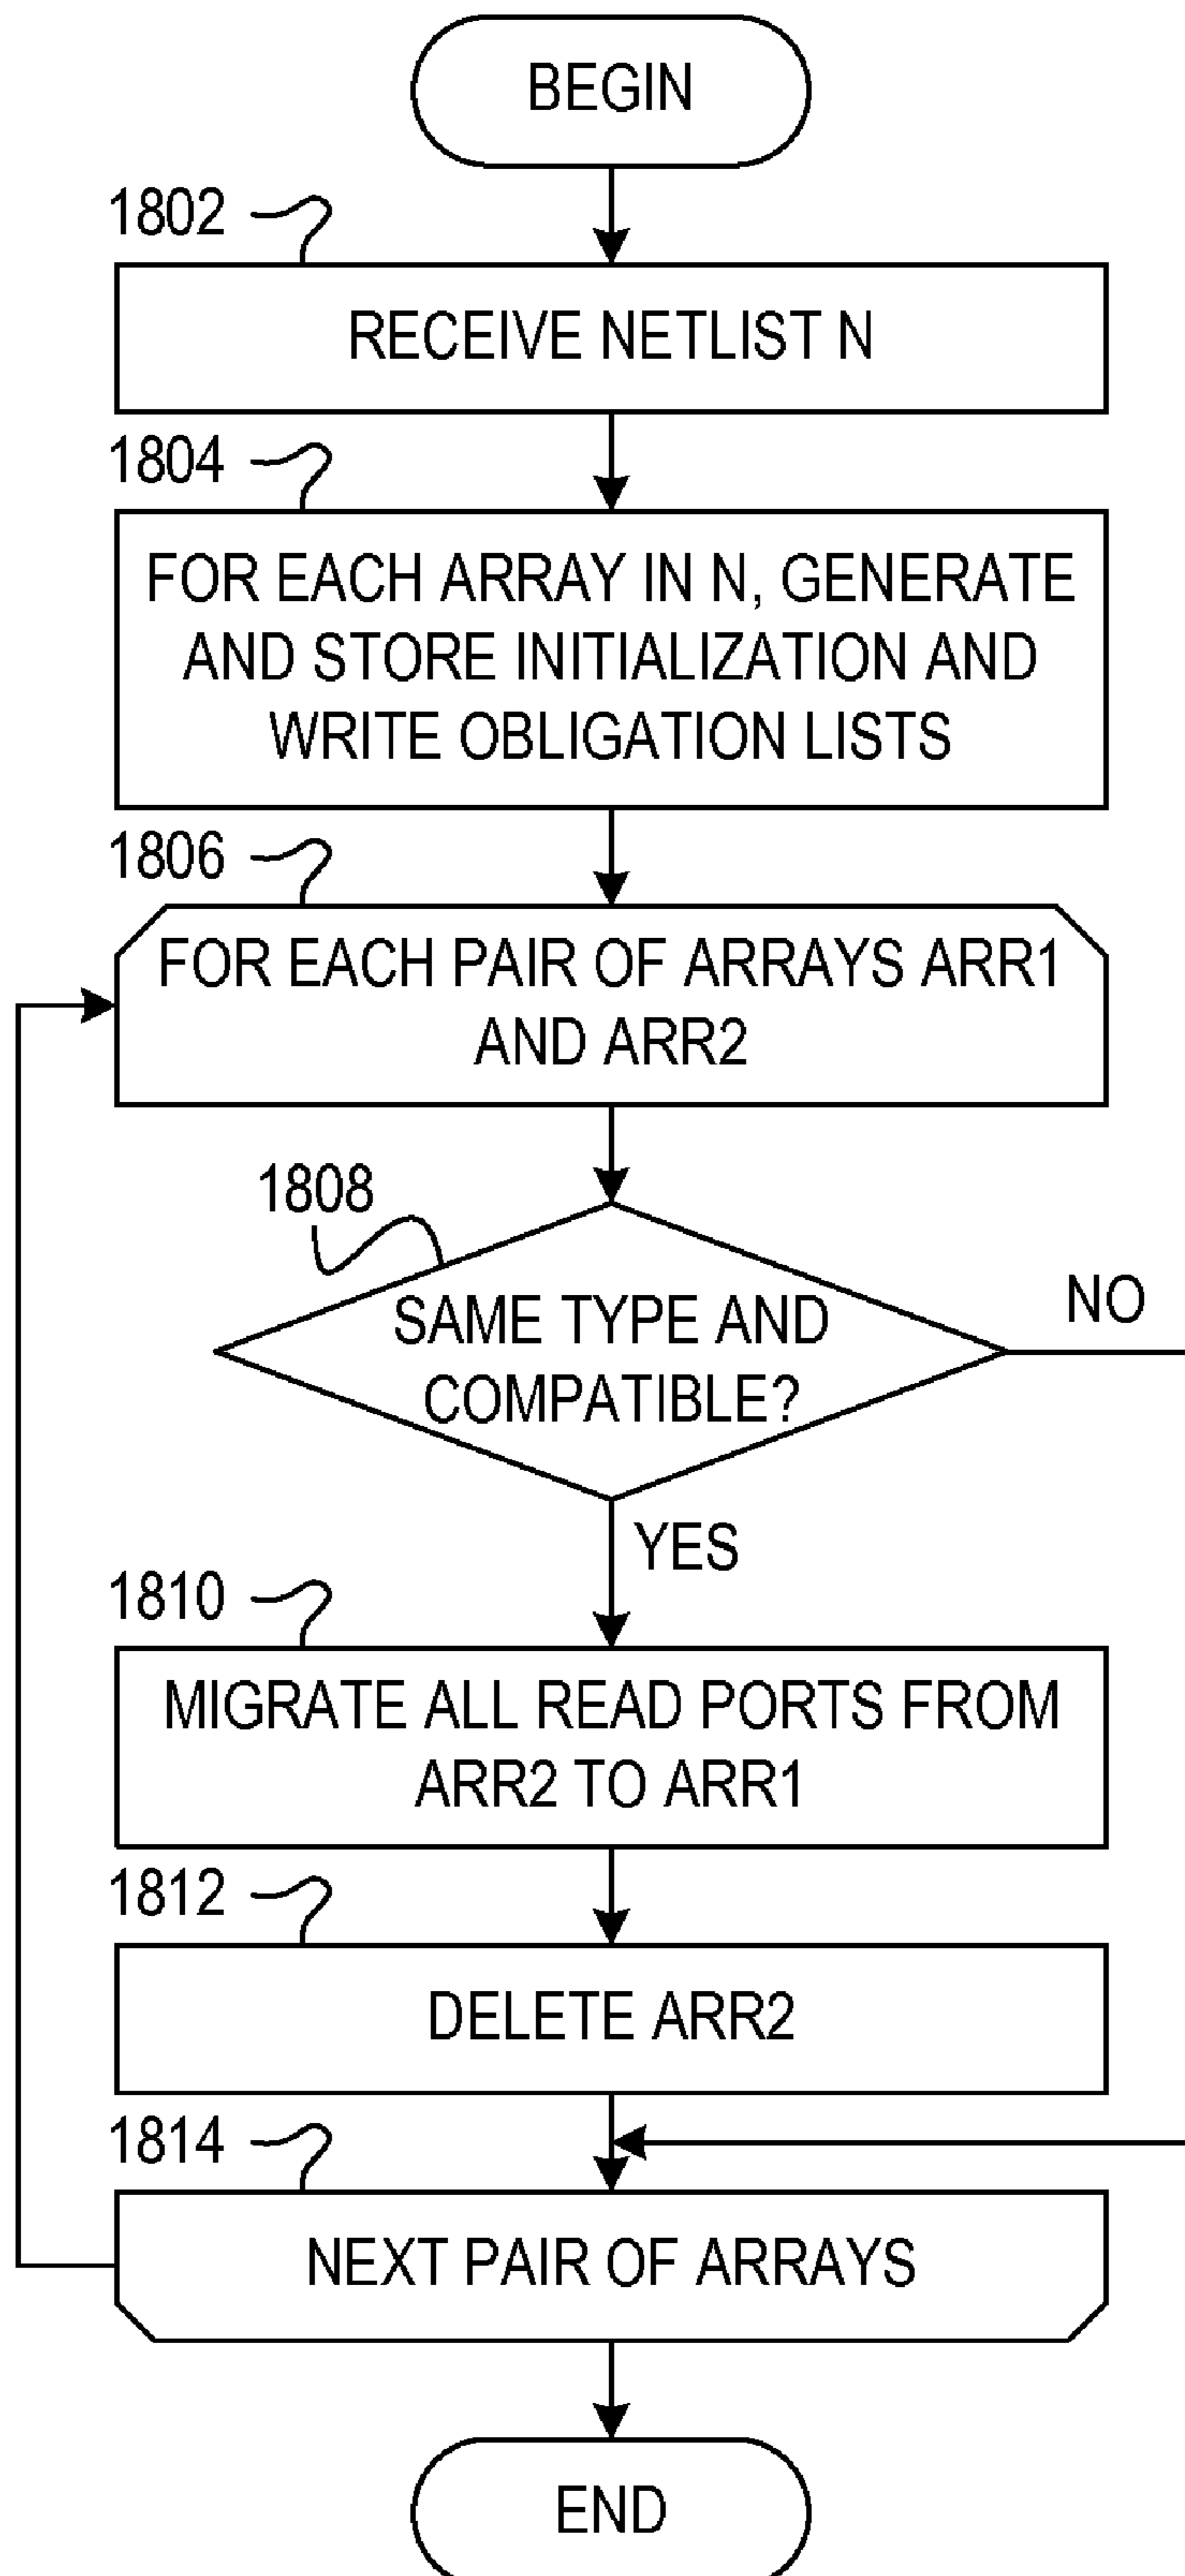 BEGIN
1802
RECEIVE NETLIST N
1804
FOR EACH ARRAY IN N, GENERATE
AND STORE INITIALIZATION AND
WRITE OBLIGATION LISTS
1806
FOR EACH PAIR OF ARRAYS ARR1
AND ARR2
1808
NO
SAME TYPE AND
COMPATIBLE?
YES
1810
MIGRATE ALL READ PORTS FROM
ARR2 TO ARR1
1812
DELETE ARR2
1814
NEXT PAIR OF ARRAYS
END